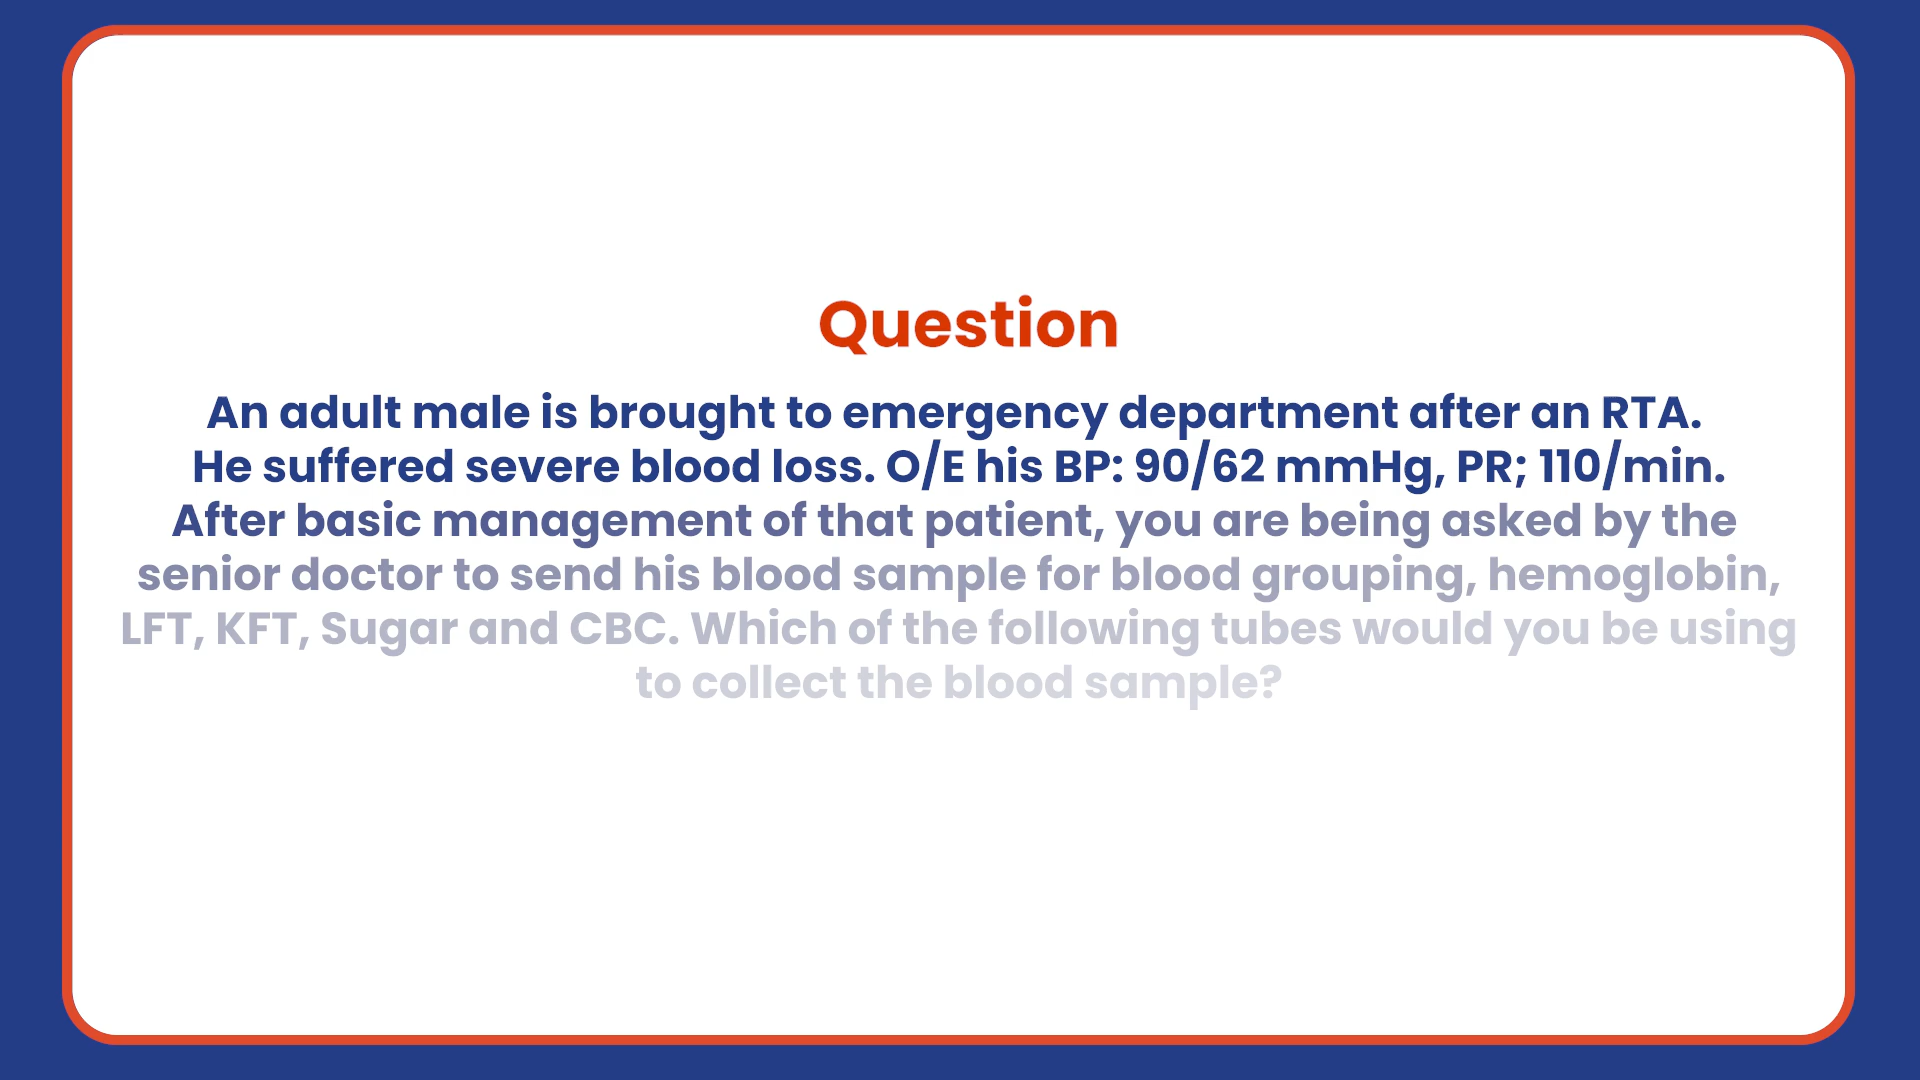 Question
An adult male is brought to emergency department after an RTA.
He suffered severe blood loss. O/E his BP: 90/62 mmHg, PR; 110/min.
After basic management of that patient, you are being asked by the
senior doctor to send his blood sample for blood grouping, hemoglobin,
LFT, KFT, Sugar and CBC. Which of the following tubes would you be using
to collect the blood sample?